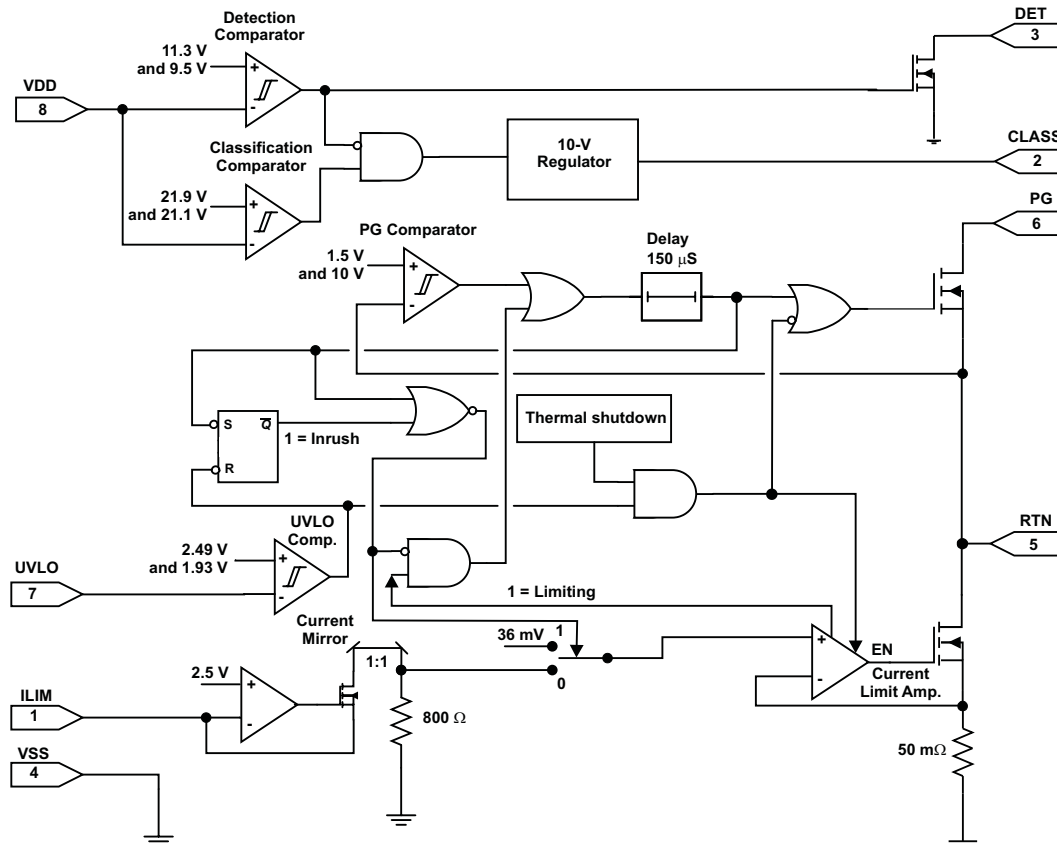 Detection
Comparator
DET
3
11.3 V
and 9.5 V
+
-
VDD
8
Classification
Comparator
10-V
Regulator
CLASS
2
21.9 V
and 21.1 V
+
-
PG
6
PG Comparator
Delay
150 μS
1.5 V
and 10 V
+
-
S
Q
R
1 = Inrush
Thermal shutdown
UVLO
Comp.
2.49 V
and 1.93 V
+
-
UVLO
7
RTN
5
1 = Limiting
Current
Mirror
36 mV
1
0
1:1
+
-
EN
Current
Limit Amp.
2.5 V
+
-
ILIM
1
800 Ω
50 mΩ
VSS
4